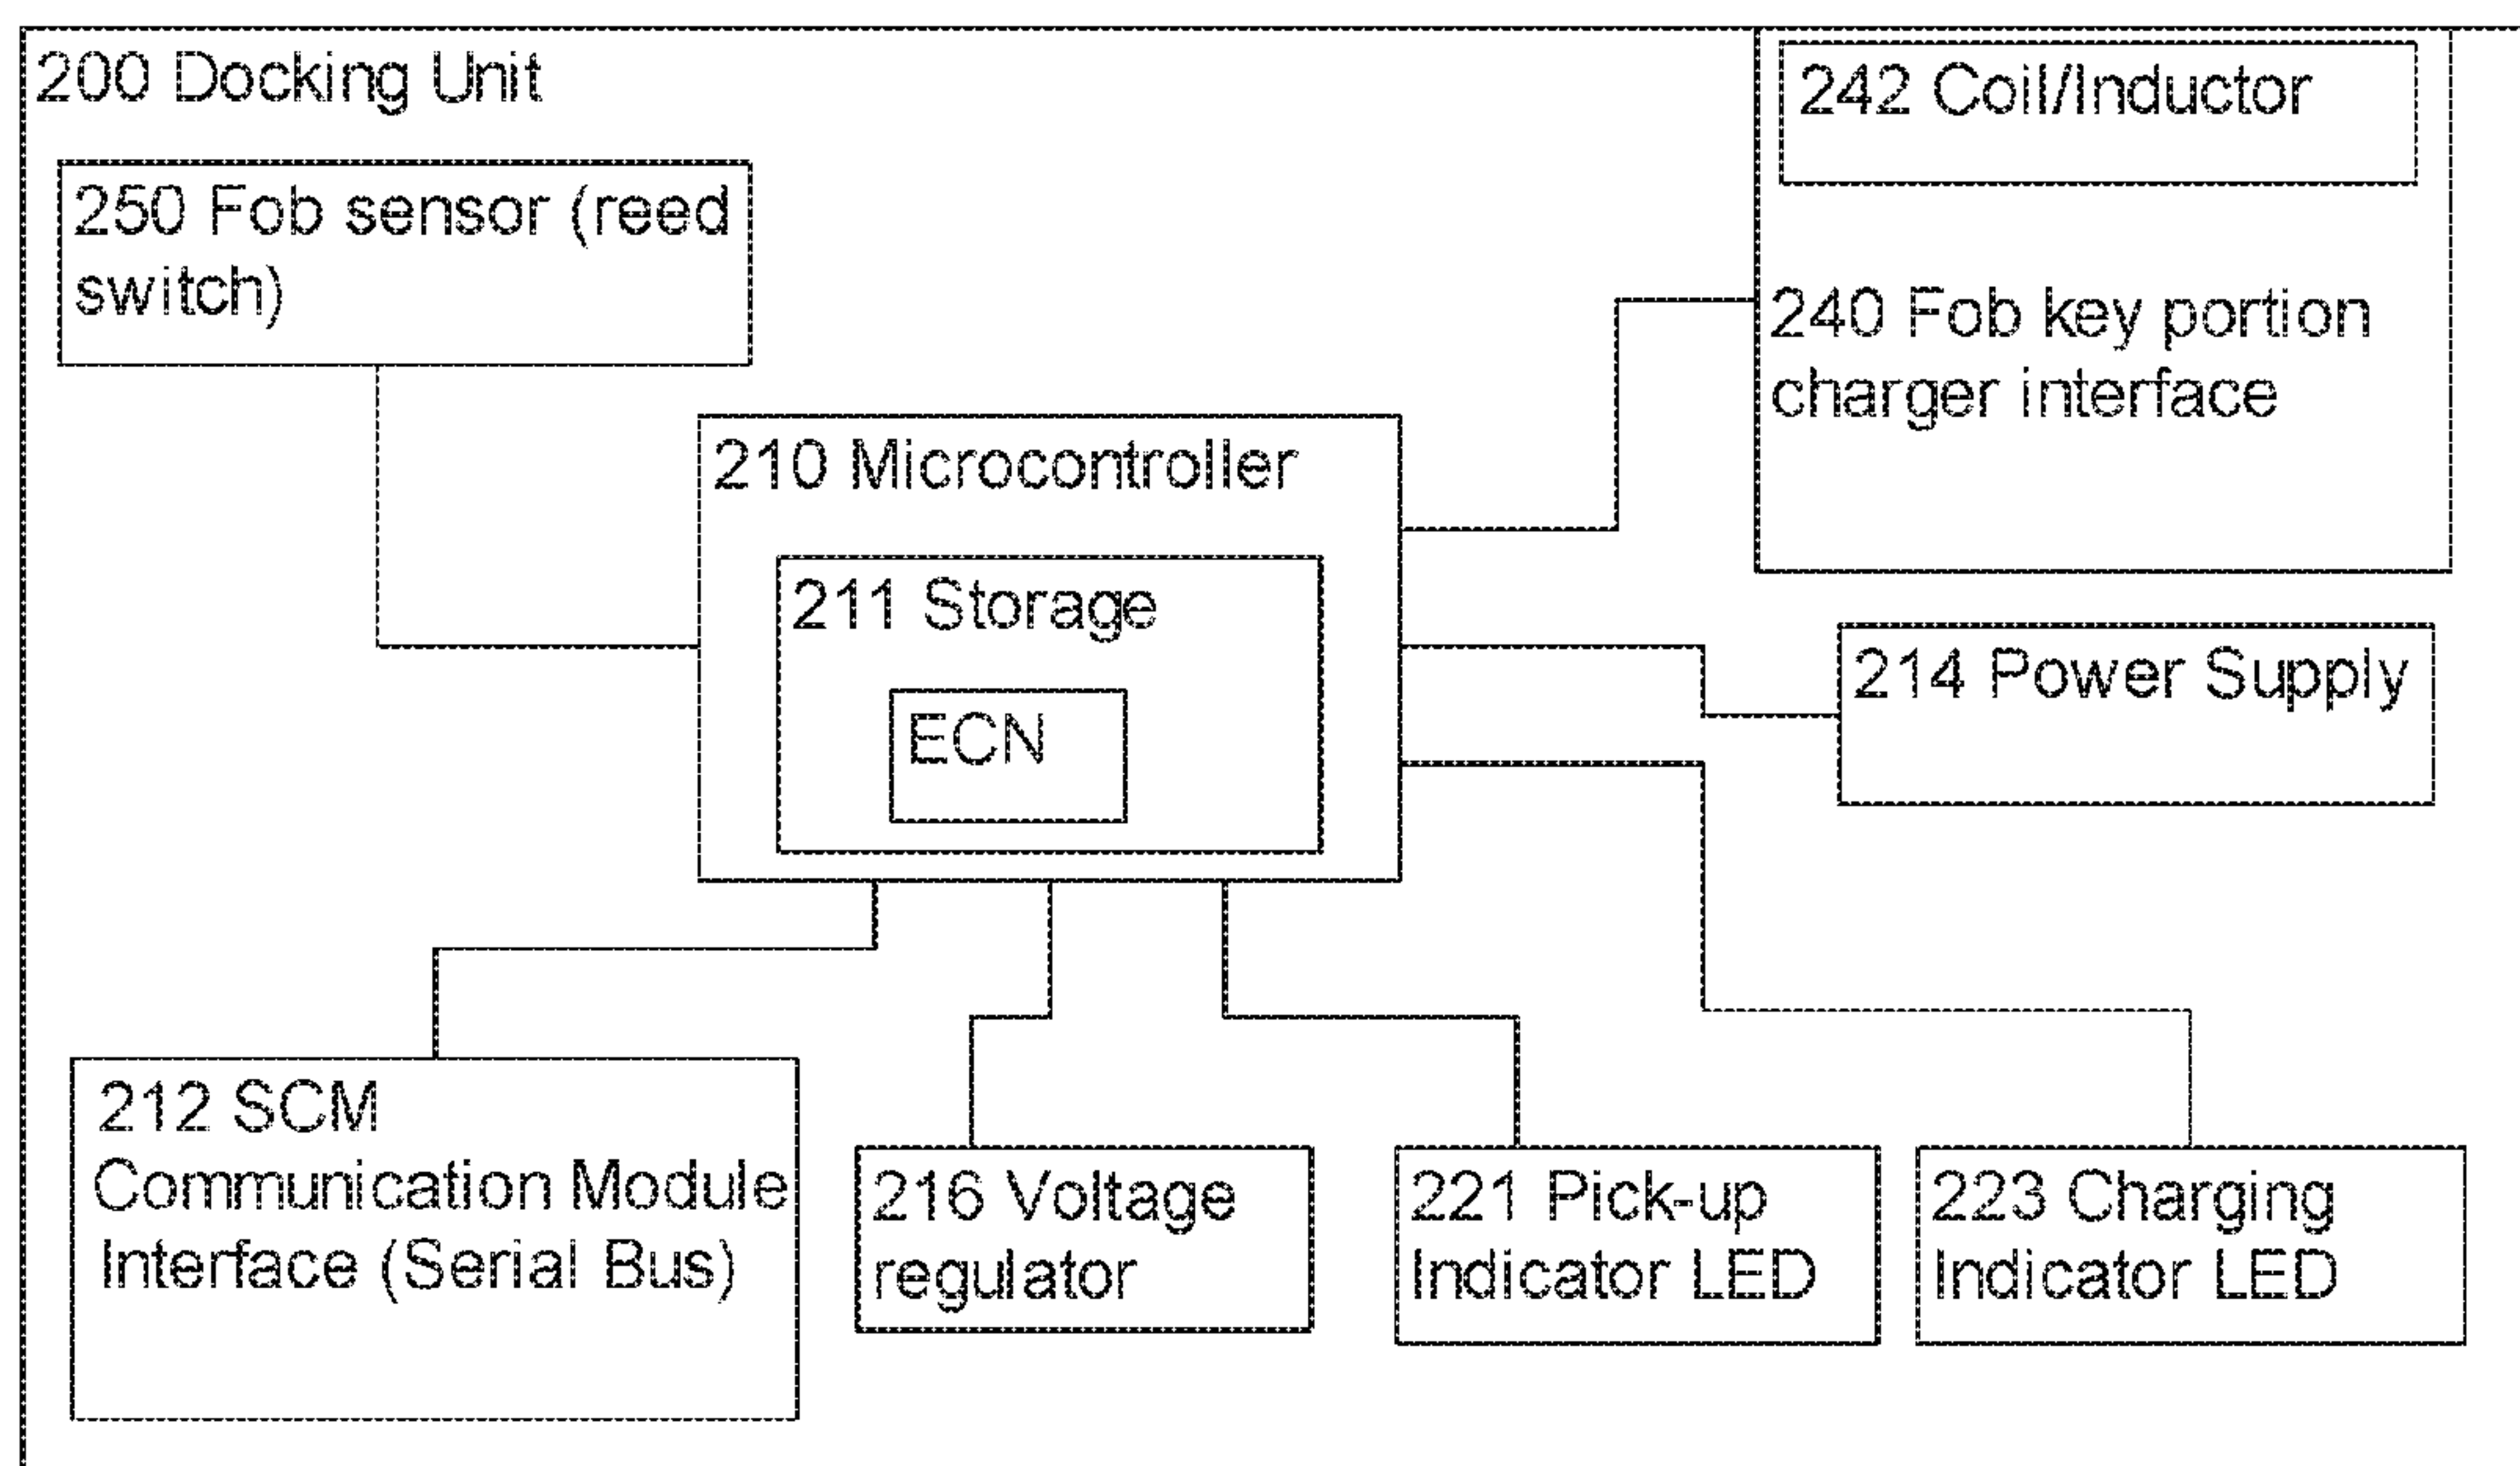 200 Docking Unit
242 Coil/Inductor
250 Fob sensor (reed
switch)
240 Fob key portion
charger interface
210 Microcontroller
211 Storage
ECN
214 Power Supply
212 SCM
Communication Module
Interface (Serial Bus)
216 Voltage
regulator
221 Pick-up
Indicator LED
223 Charging
Indicator LED